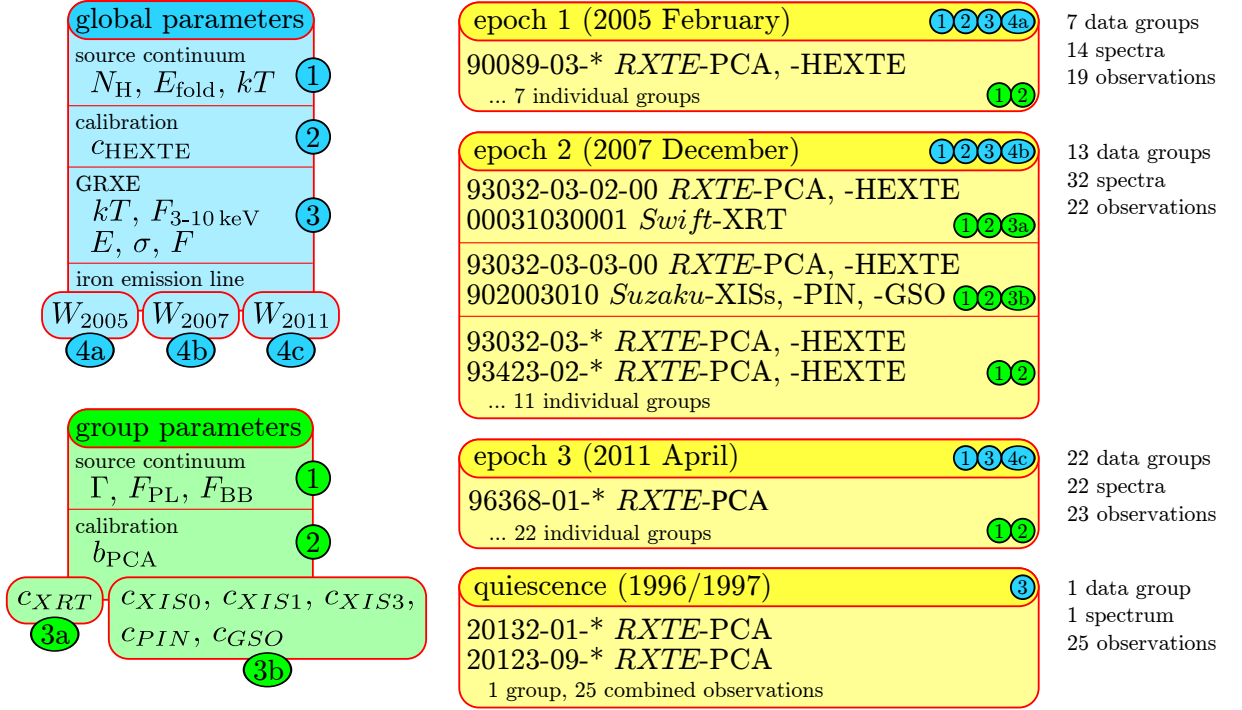 global parameters
source continuum
N_H, E_fold, kT
1
calibration
c_HEXTE
2
GRXE
kT, F_3-10 keV
E, σ, F
3
iron emission line
W_2005 W_2007 W_2011
4a 4b 4c
group parameters
source continuum
Γ, F_PL, F_BB
1
calibration
b_PCA
2
c_XRT
3a
c_XIS0, c_XIS1, c_XIS3,
c_PIN, c_GSO
3b
epoch 1 (2005 February) 1 2 3 4a
90089-03-* RXTE-PCA, -HEXTE
... 7 individual groups 1 2
7 data groups
14 spectra
19 observations
epoch 2 (2007 December) 1 2 3 4b
93032-03-02-00 RXTE-PCA, -HEXTE
00031030001 Swift-XRT 1 2 3a
93032-03-03-00 RXTE-PCA, -HEXTE
902003010 Suzaku-XISs, -PIN, -GSO 1 2 3b
93032-03-* RXTE-PCA, -HEXTE
93423-02-* RXTE-PCA, -HEXTE 1 2
... 11 individual groups
13 data groups
32 spectra
22 observations
epoch 3 (2011 April) 1 3 4c
96368-01-* RXTE-PCA
... 22 individual groups 1 2
22 data groups
22 spectra
23 observations
quiescence (1996/1997) 3
20132-01-* RXTE-PCA
20123-09-* RXTE-PCA
1 group, 25 combined observations
1 data group
1 spectrum
25 observations